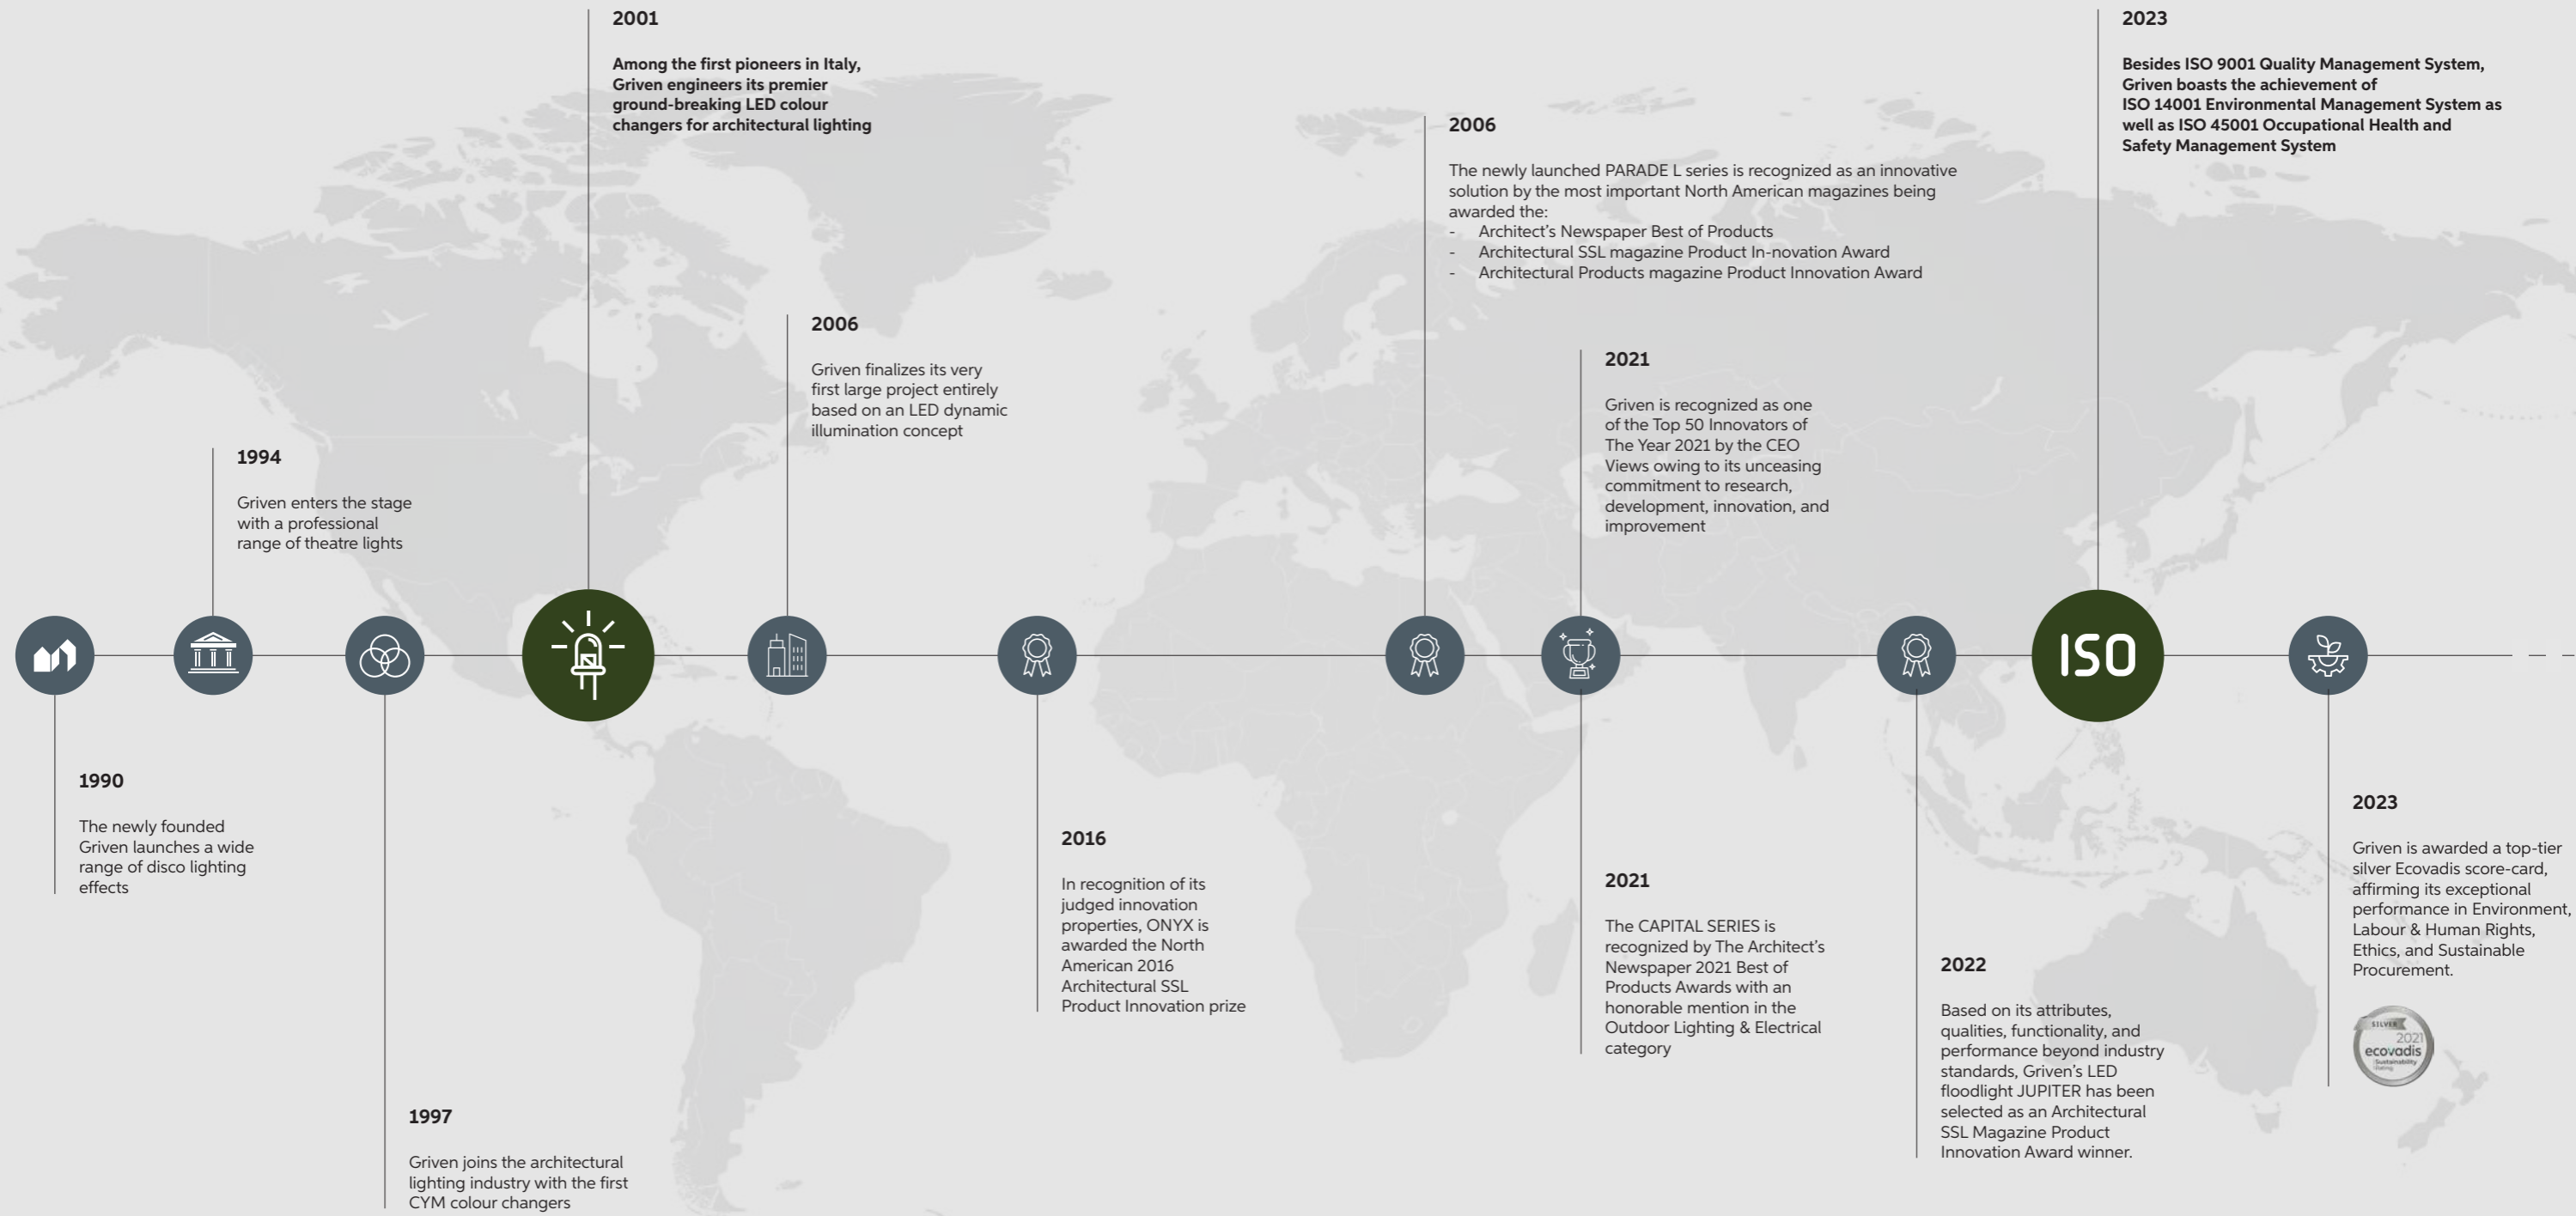 1990
The newly founded
Griven launches a wide
range of disco lighting
effects
1994
Griven enters the stage
with a professional
range of theatre lights
1997
Griven joins the architectural
lighting industry with the first
CYM colour changers
2001
Among the first pioneers in Italy,
Griven engineers its premier
ground-breaking LED colour
changers for architectural lighting
2006
Griven finalizes its very
first large project entirely
based on an LED dynamic
illumination concept
2016
In recognition of its
judged innovation
properties, ONYX is
awarded the North
American 2016
Architectural SSL
Product Innovation prize
2006
The newly launched PARADE L series is recognized as an innovative
solution by the most important North American magazines being
awarded the:
- Architect's Newspaper Best of Products
- Architectural SSL magazine Product In-novation Award
- Architectural Products magazine Product Innovation Award
2021
Griven is recognized as one
of the Top 50 Innovators of
The Year 2021 by the CEO
Views owing to its unceasing
commitment to research,
development, innovation, and
improvement
2021
The CAPITAL SERIES is
recognized by The Architect's
Newspaper 2021 Best of
Products Awards with an
honorable mention in the
Outdoor Lighting & Electrical
category
2022
Based on its attributes,
qualities, functionality, and
performance beyond industry
standards, Griven's LED
floodlight JUPITER has been
selected as an Architectural
SSL Magazine Product
Innovation Award winner.
2023
Besides ISO 9001 Quality Management System,
Griven boasts the achievement of
ISO 14001 Environmental Management System as
well as ISO 45001 Occupational Health and
Safety Management System
ISO
2023
Griven is awarded a top-tier
silver Ecovadis score-card,
affirming its exceptional
performance in Environment,
Labour & Human Rights,
Ethics, and Sustainable
Procurement.
SILVER
2021
ecovadis
Sustainability
Rating